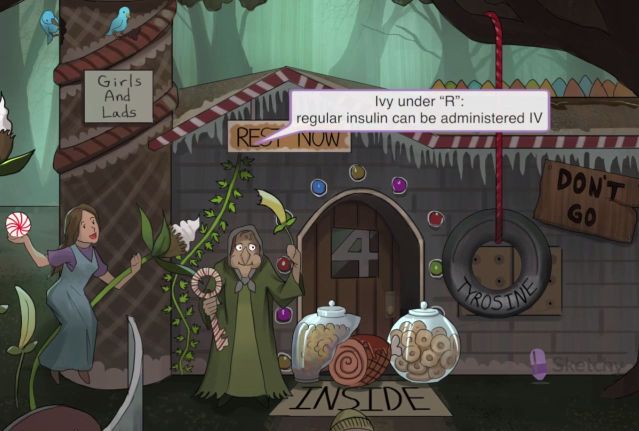 Girls
And
Lads
Ivy under “R”:
regular insulin can be administered IV
REST NOW
4
DON'T
GO
TYROSINE
Sketchy
INSIDE